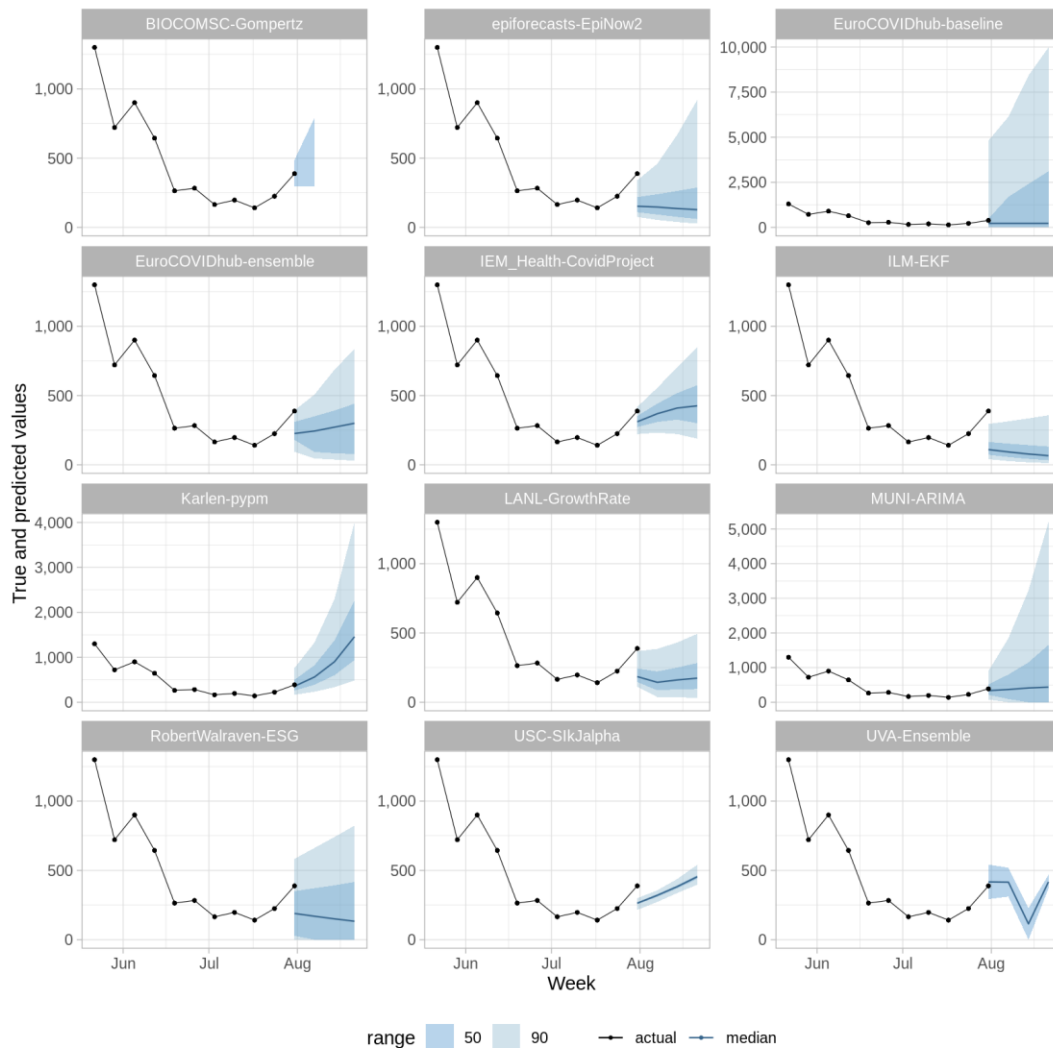 BIOCOMSC-Gompertz
epiforecasts-EpiNow2
EuroCOVIDhub-baseline
1,000
500
0
1,000
500
0
10,000
7,500
5,000
2,500
0
EuroCOVIDhub-ensemble
IEM_Health-CovidProject
ILM-EKF
1,000
500
0
1,000
500
0
1,000
500
0
Karlen-pypm
LANL-GrowthRate
MUNI-ARIMA
4,000
3,000
2,000
1,000
0
1,000
500
0
5,000
4,000
3,000
2,000
1,000
0
RobertWalraven-ESG
USC-SIkJalpha
UVA-Ensemble
1,000
500
0
1,000
500
0
1,000
500
0
Jun Jul Aug
Jun Jul Aug
Jun Jul Aug
True and predicted values
Week
range 50 90 actual median